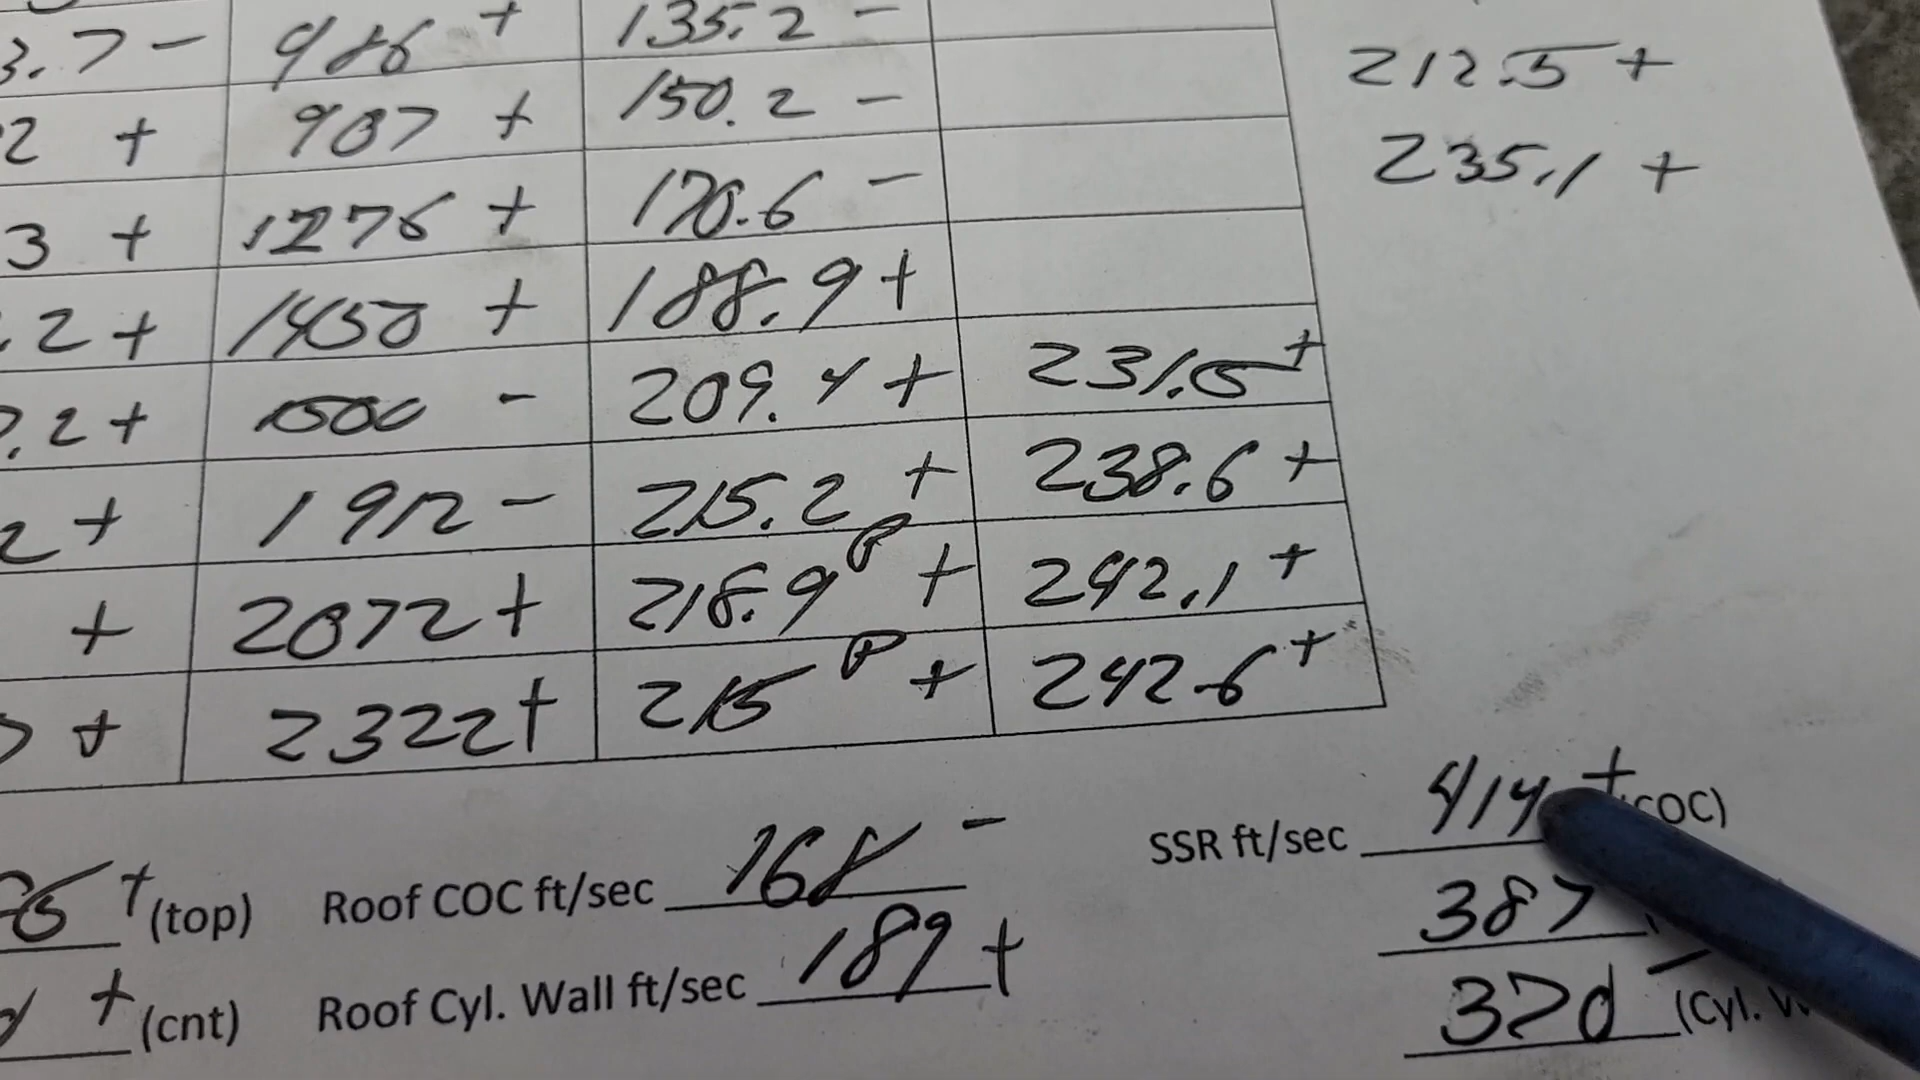 3.7 - 986 + 135.2 - 212.5 +
2 + 907 + 150.2 - 235.1 +
3 + 1276 + 170.6 -
.2 + 1450 + 188.9 +
.2 + 1500 - 209.4 + 231.5 +
2 + 1912 - 215.2 + 238.6 +
+ 2072 + 218.9 P + 242.1 +
+ 2322 + 215 P + 242.6 +
+ (top) Roof COC ft/sec 168 - SSR ft/sec 414 + COC)
387
+ (cnt) Roof Cyl. Wall ft/sec 189 + 320 - (Cyl.